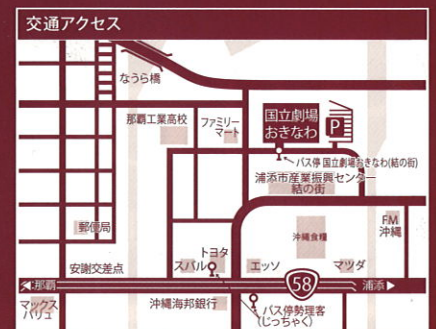 交通アクセス
なうら橋
那覇工業高校
ファミリー
マート
国立劇場
おきなわ
P
バス停 国立劇場おきなわ(結の街)
浦添市産業振興センター
結の街
郵便局
沖縄食糧
FM
沖縄
安謝交差点
トヨタ
スバル
エッソ
マツダ
那覇
58
浦添
マックス
バリュ
沖縄海邦銀行
バス停勢理客
(じっちゃく)